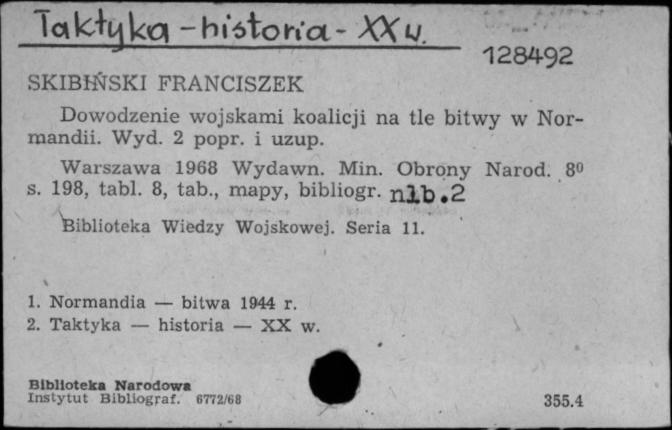 Taktyka - historia - XX w.
128492
SKIBIŃSKI FRANCISZEK
Dowodzenie wojskami koalicji na tle bitwy w Nor-
mandii. Wyd. 2 popr. i uzup.
Warszawa 1968 Wydawn. Min. Obrony Narod. 8⁰
s. 198, tabl. 8, tab., mapy, bibliogr. nlb.2
Biblioteka Wiedzy Wojskowej. Seria 11.
1. Normandia — bitwa 1944 r.
2. Taktyka — historia — XX w.
Biblioteka Narodowa
Instytut Bibliograf. 6772/68
355.4